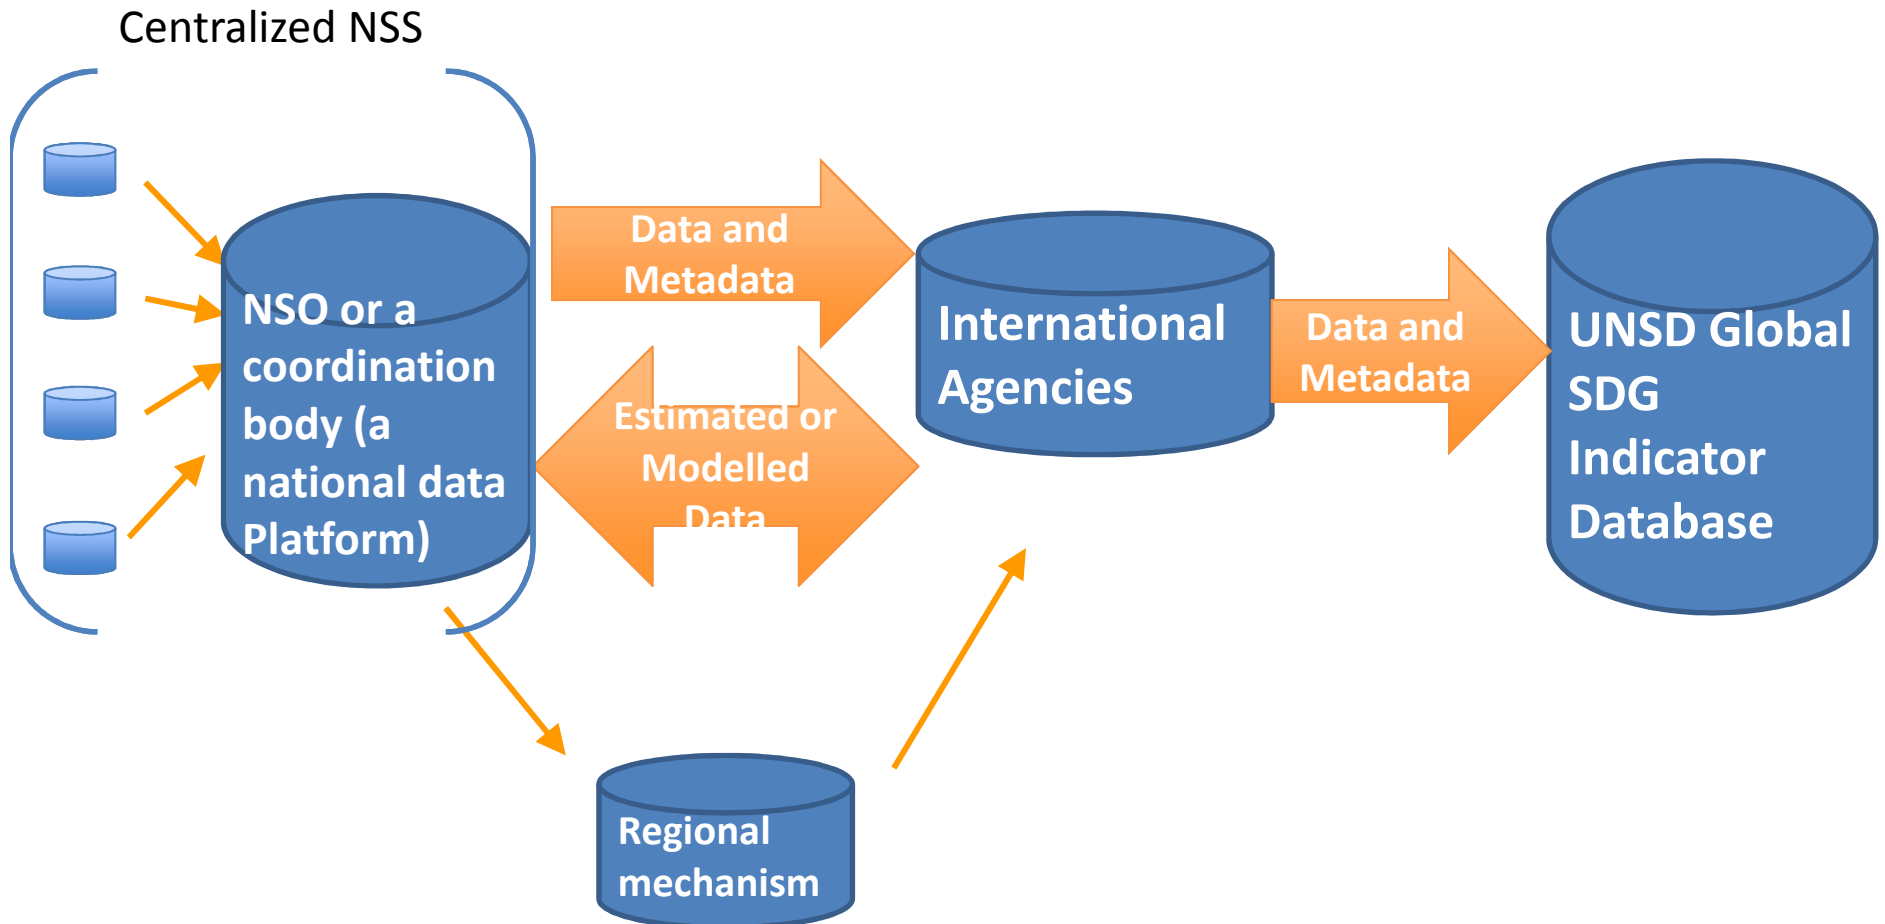 Centralized NSS
NSO or a
coordination
body (a
national data
Platform)
Data and
Metadata
Estimated or
Modelled
Data
International
Agencies
Data and
Metadata
UNSD Global
SDG
Indicator
Database
Regional
mechanism